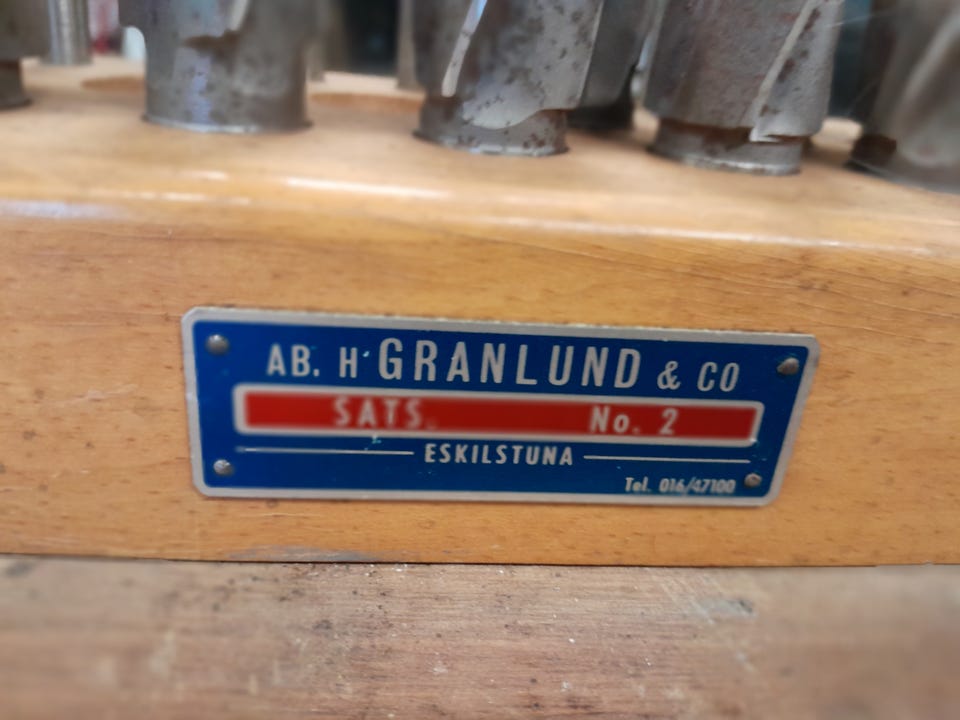 AB. H. GRANLUND & CO
SATS. No. 2
ESKILSTUNA
Tel. 016/47100